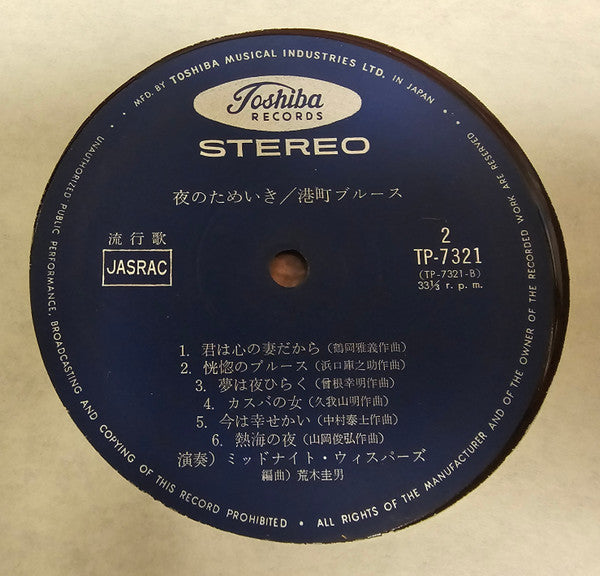 MFD. BY TOSHIBA MUSICAL INDUSTRIES LTD. IN JAPAN
Toshiba
RECORDS
STEREO
夜のためいき/港町ブルース
流行歌
JASRAC
2
TP-7321
(TP-7321-B)
33⅓ r. p. m.
1. 君は心の妻だから(鶴岡雅義作曲)
2. 恍惚のブルース(浜口庫之助作曲)
3. 夢は夜ひらく(曽根幸明作曲)
4. カスバの女(久我山明作曲)
5. 今は幸せかい(中村泰士作曲)
6. 熱海の夜(山岡俊弘作曲)
演奏)ミッドナイト・ウィスパーズ
編曲)荒木圭男
UNAUTHORIZED PUBLIC PERFORMANCE, BROADCASTING AND COPYING OF THIS RECORD PROHIBITED • ALL RIGHTS OF THE MANUFACTURER AND OF THE OWNER OF THE RECORDED WORK ARE RESERVED